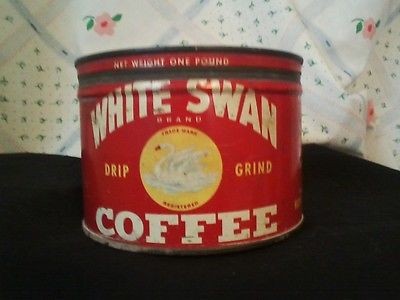 NET WEIGHT ONE POUND
WHITE SWAN
BRAND
TRADE-MARK
DRIP GRIND
REGISTERED
COFFEE